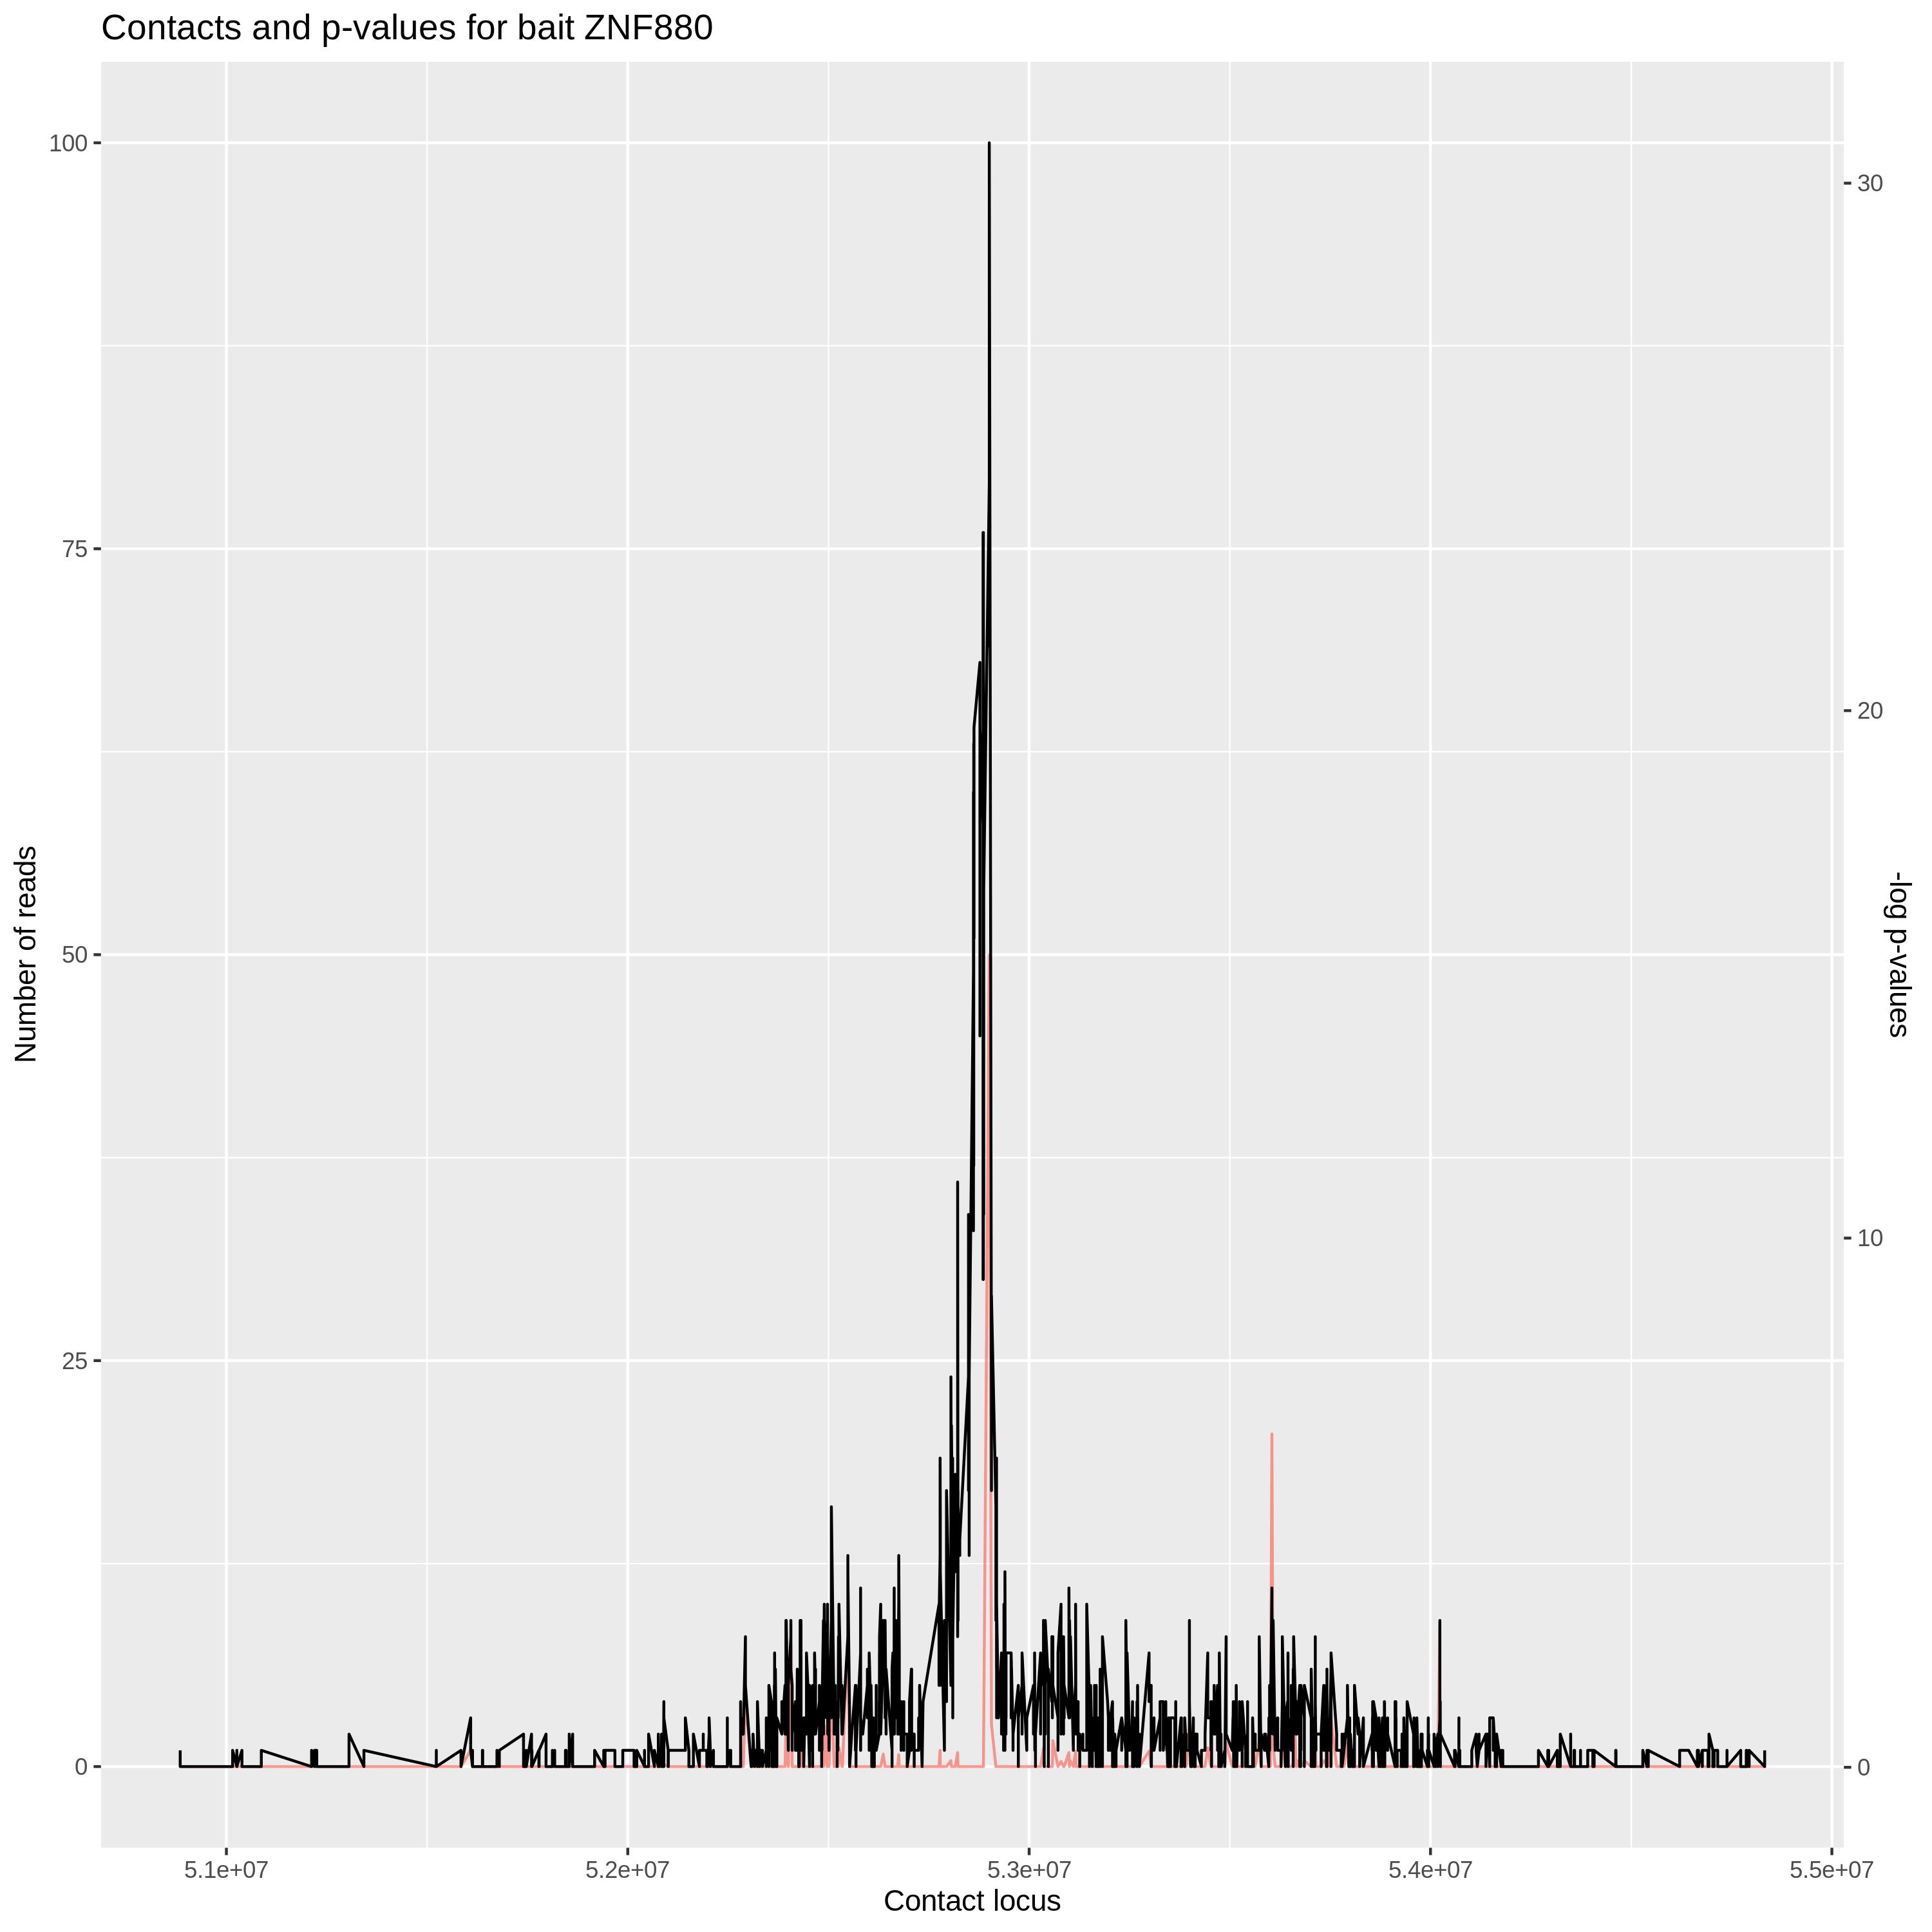 Contacts and p-values for bait ZNF880
100
75
50
25
0
Number of reads
30
20
10
0
-log p-values
5.1e+07
5.2e+07
5.3e+07
5.4e+07
5.5e+07
Contact locus